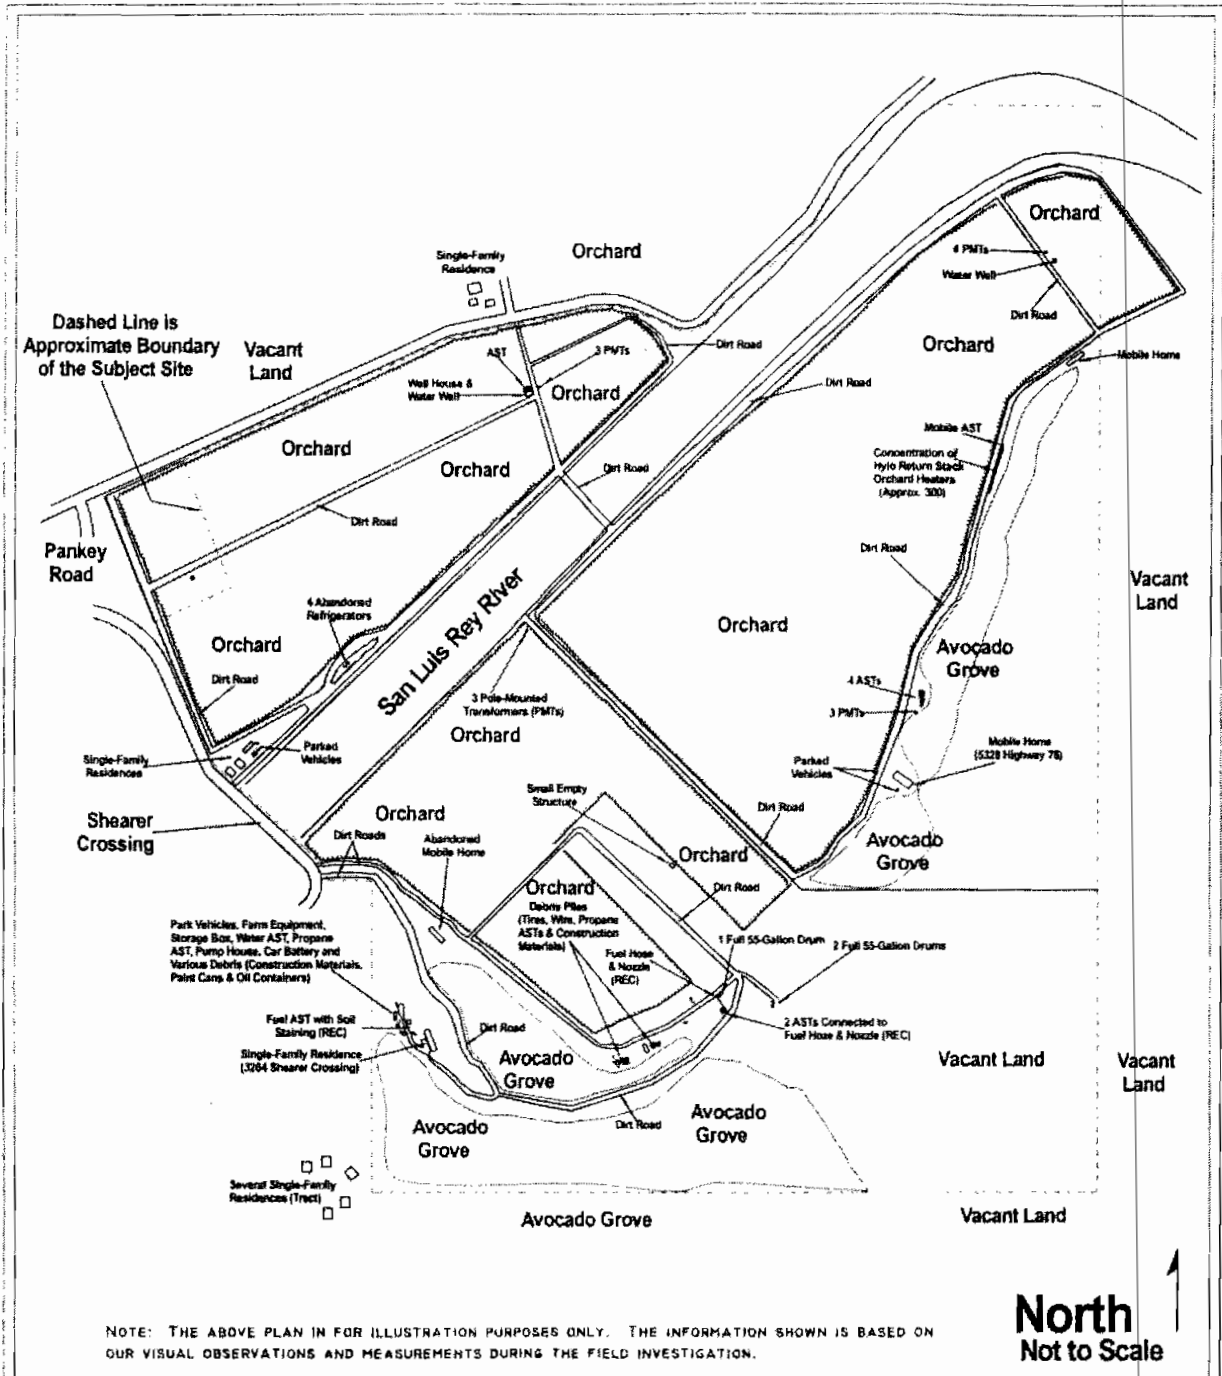 Orchard
4 PMTs
Water Well
Dirt Road
Orchard
Single-Family
Residence
Orchard
Dashed Line is
Approximate Boundary
of the Subject Site
Vacant
Land
AST
3 PMTs
Dirt Road
Well House &
Water Well
Orchard
Mobile Home
Dirt Road
Orchard
Orchard
Mobile AST
Concentration of
Hylo Return Stack
Orchard Heaters
(Approx. 300)
Dirt Road
Dirt Road
Pankey
Road
Dirt Road
Vacant
Land
4 Abandoned
Refrigerators
San Luis Rey River
Orchard
Orchard
Avocado
Grove
Dirt Road
4 ASTs
3 PMTs
3 Pole-Mounted
Transformers (PMTs)
Orchard
Single-Family
Residences
Parked
Vehicles
Parked
Vehicles
Mobile Home
(5328 Highway 76)
Small Empty
Structure
Shearer
Crossing
Orchard
Dirt Roads
Abandoned
Mobile Home
Dirt Road
Orchard
Avocado
Grove
Orchard
Debris Piles
(Tires, Wire, Propane
ASTs & Construction
Materials)
Dirt Road
Park Vehicles, Farm Equipment,
Storage Box, Water AST, Propane
AST, Pump House, Car Battery and
Various Debris (Construction Materials,
Paint Cans & Oil Containers)
1 Full 55-Gallon Drum
2 Full 55-Gallon Drums
Fuel Hose
& Nozzle
(REC)
Fuel AST with Soil
Staining (REC)
Dirt Road
2 ASTs Connected to
Fuel Hose & Nozzle (REC)
Single-Family Residence
(3264 Shearer Crossing)
Avocado
Grove
Vacant Land
Vacant
Land
Avocado
Grove
Dirt Road
Avocado
Grove
Several Single-Family
Residences (Tract)
Avocado Grove
Vacant Land
North
Not to Scale
NOTE: THE ABOVE PLAN IN FOR ILLUSTRATION PURPOSES ONLY. THE INFORMATION SHOWN IS BASED ON
OUR VISUAL OBSERVATIONS AND MEASUREMENTS DURING THE FIELD INVESTIGATION.